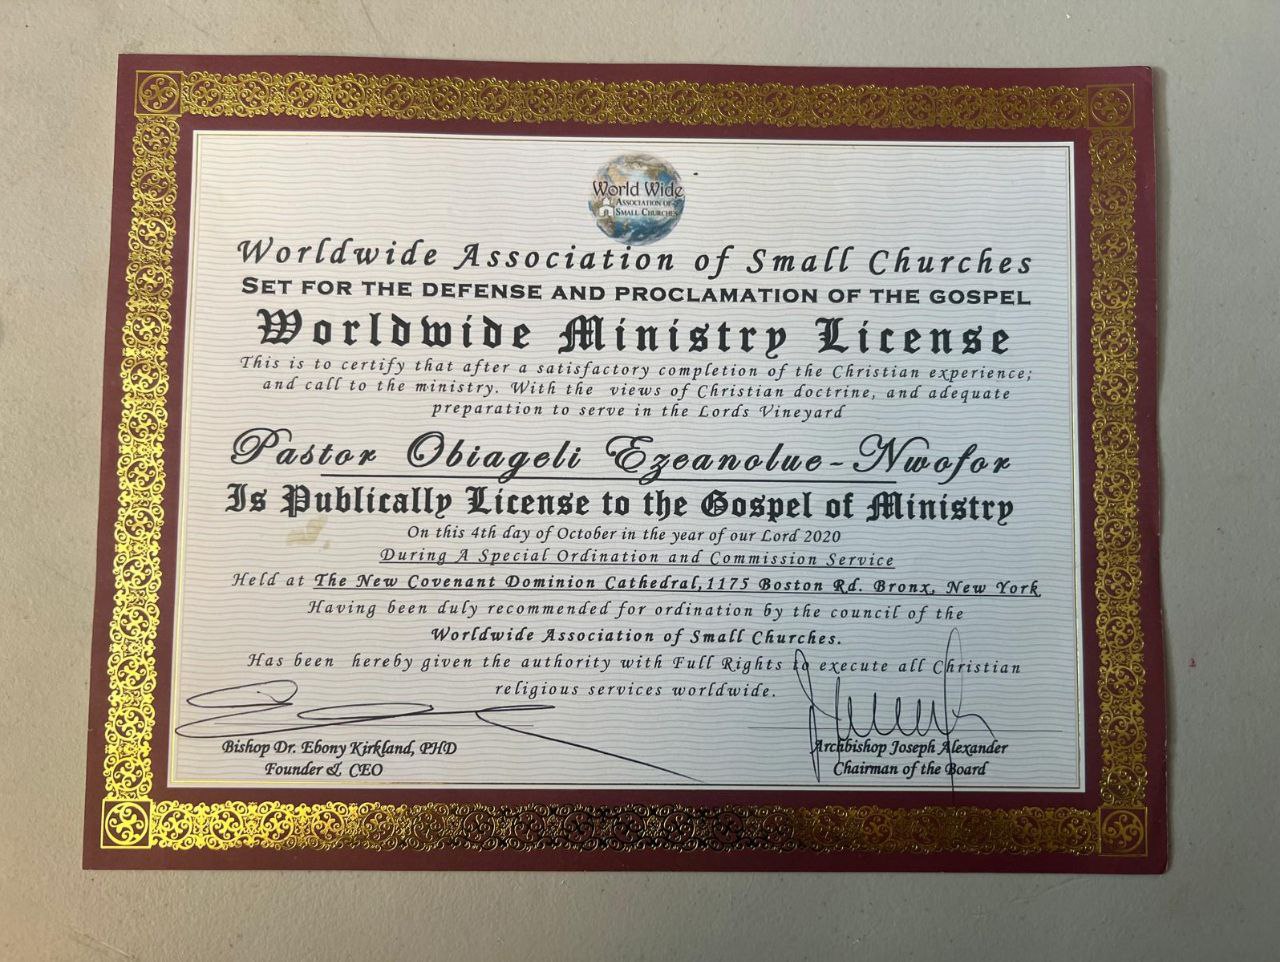 World Wide
Association of
Small Churches
Worldwide Association of Small Churches
SET FOR THE DEFENSE AND PROCLAMATION OF THE GOSPEL
Worldwide Ministry License
This is to certify that after a satisfactory completion of the Christian experience;
and call to the ministry. With the views of Christian doctrine, and adequate
preparation to serve in the Lords Vineyard
Pastor Obiageli Ezeanolue-Nwofor
Is Publically License to the Gospel of Ministry
On this 4th day of October in the year of our Lord 2020
During A Special Ordination and Commission Service
Held at The New Covenant Dominion Cathedral,1175 Boston Rd. Bronx, New York
Having been duly recommended for ordination by the council of the
Worldwide Association of Small Churches.
Has been hereby given the authority with Full Rights to execute all Christian
religious services worldwide.
Bishop Dr. Ebony Kirkland, PHD
Founder & CEO
Archbishop Joseph Alexander
Chairman of the Board